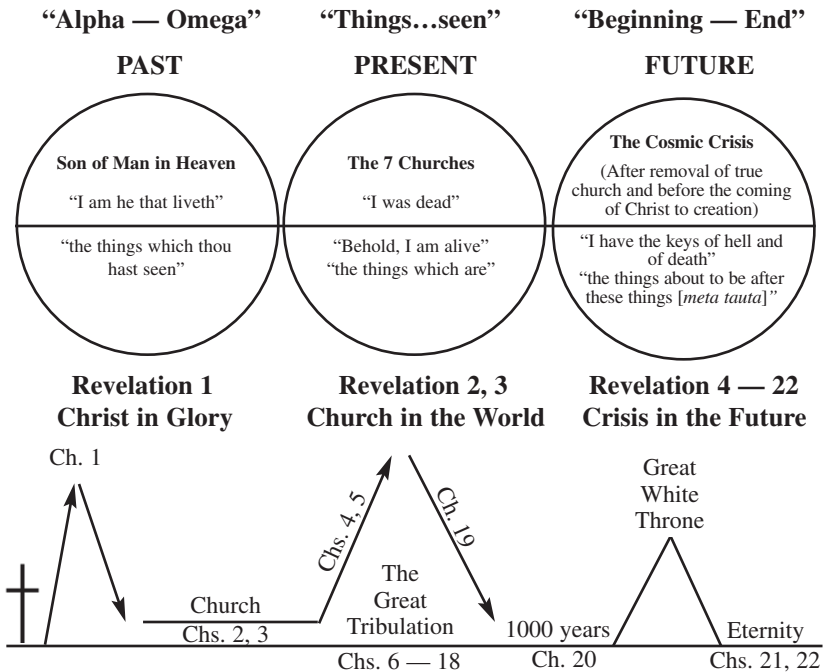 “Alpha — Omega”
“Things…seen”
“Beginning — End”
PAST
PRESENT
FUTURE
Son of Man in Heaven
“I am he that liveth”
“the things which thou
hast seen”
The 7 Churches
“I was dead”
“Behold, I am alive”
“the things which are”
The Cosmic Crisis
(After removal of true
church and before the coming
of Christ to creation)
“I have the keys of hell and
of death”
“the things about to be after
these things [meta tauta]”
Revelation 1
Christ in Glory
Revelation 2, 3
Church in the World
Revelation 4 — 22
Crisis in the Future
Ch. 1
Church
Chs. 2, 3
Chs. 4, 5
The
Great
Tribulation
Chs. 6 — 18
Ch. 19
1000 years
Ch. 20
Great
White
Throne
Eternity
Chs. 21, 22